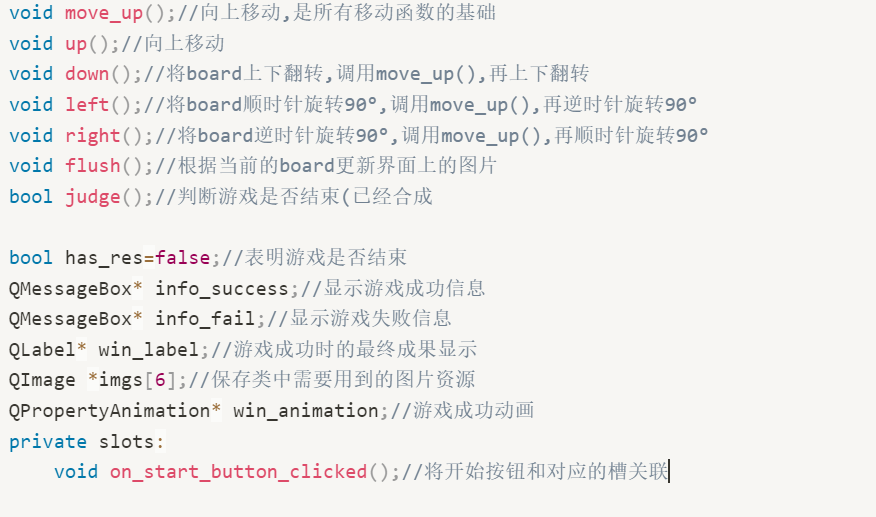 void move_up();//向上移动,是所有移动函数的基础
void up();//向上移动
void down();//将board上下翻转,调用move_up(),再上下翻转
void left();//将board顺时针旋转90°,调用move_up(),再逆时针旋转90°
void right();//将board逆时针旋转90°,调用move_up(),再顺时针旋转90°
void flush();//根据当前的board更新界面上的图片
bool judge();//判断游戏是否结束(已经合成
bool has_res=false;//表明游戏是否结束
QMessageBox* info_success;//显示游戏成功信息
QMessageBox* info_fail;//显示游戏失败信息
QLabel* win_label;//游戏成功时的最终成果显示
QImage *imgs[6];//保存类中需要用到的图片资源
QPropertyAnimation* win_animation;//游戏成功动画
private slots:
    void on_start_button_clicked();//将开始按钮和对应的槽关联